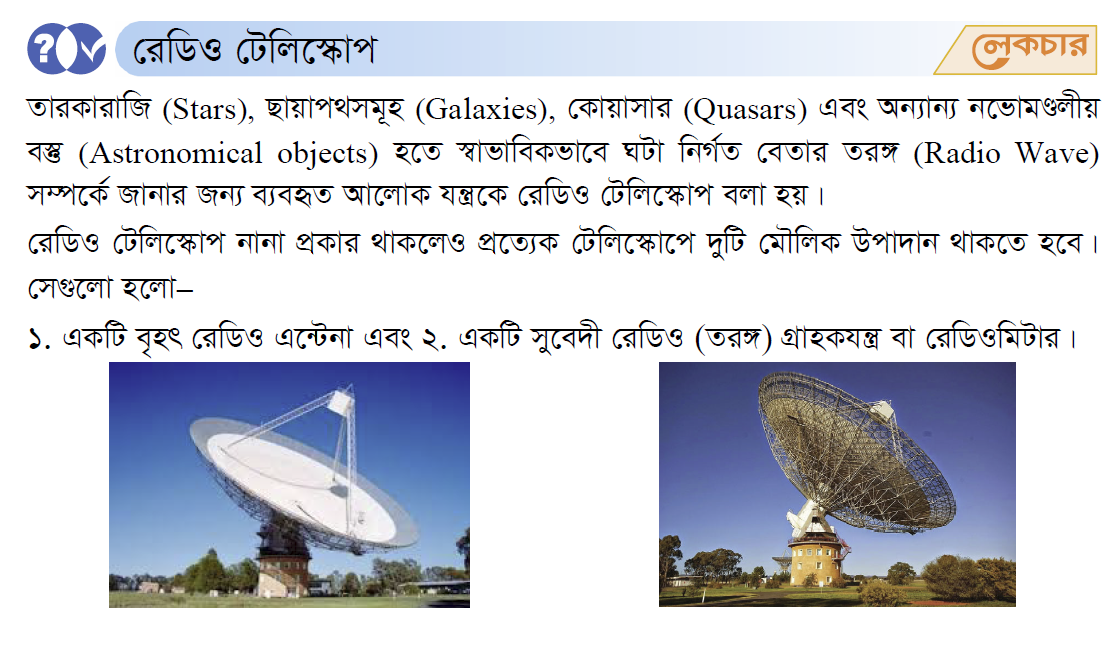 রেডিও টেলিস্কোপ
লেকচার
তারকারাজি (Stars), ছায়াপথসমূহ (Galaxies), কোয়াসার (Quasars) এবং অন্যান্য নভোমণ্ডলীয়
বস্তু (Astronomical objects) হতে স্বাভাবিকভাবে ঘটা নির্গত বেতার তরঙ্গ (Radio Wave)
সম্পর্কে জানার জন্য ব্যবহৃত আলোক যন্ত্রকে রেডিও টেলিস্কোপ বলা হয়।
রেডিও টেলিস্কোপ নানা প্রকার থাকলেও প্রত্যেক টেলিস্কোপে দুটি মৌলিক উপাদান থাকতে হবে।
সেগুলো হলো–
১. একটি বৃহৎ রেডিও এন্টেনা এবং ২. একটি সুবেদী রেডিও (তরঙ্গ) গ্রাহকযন্ত্র বা রেডিওমিটার।